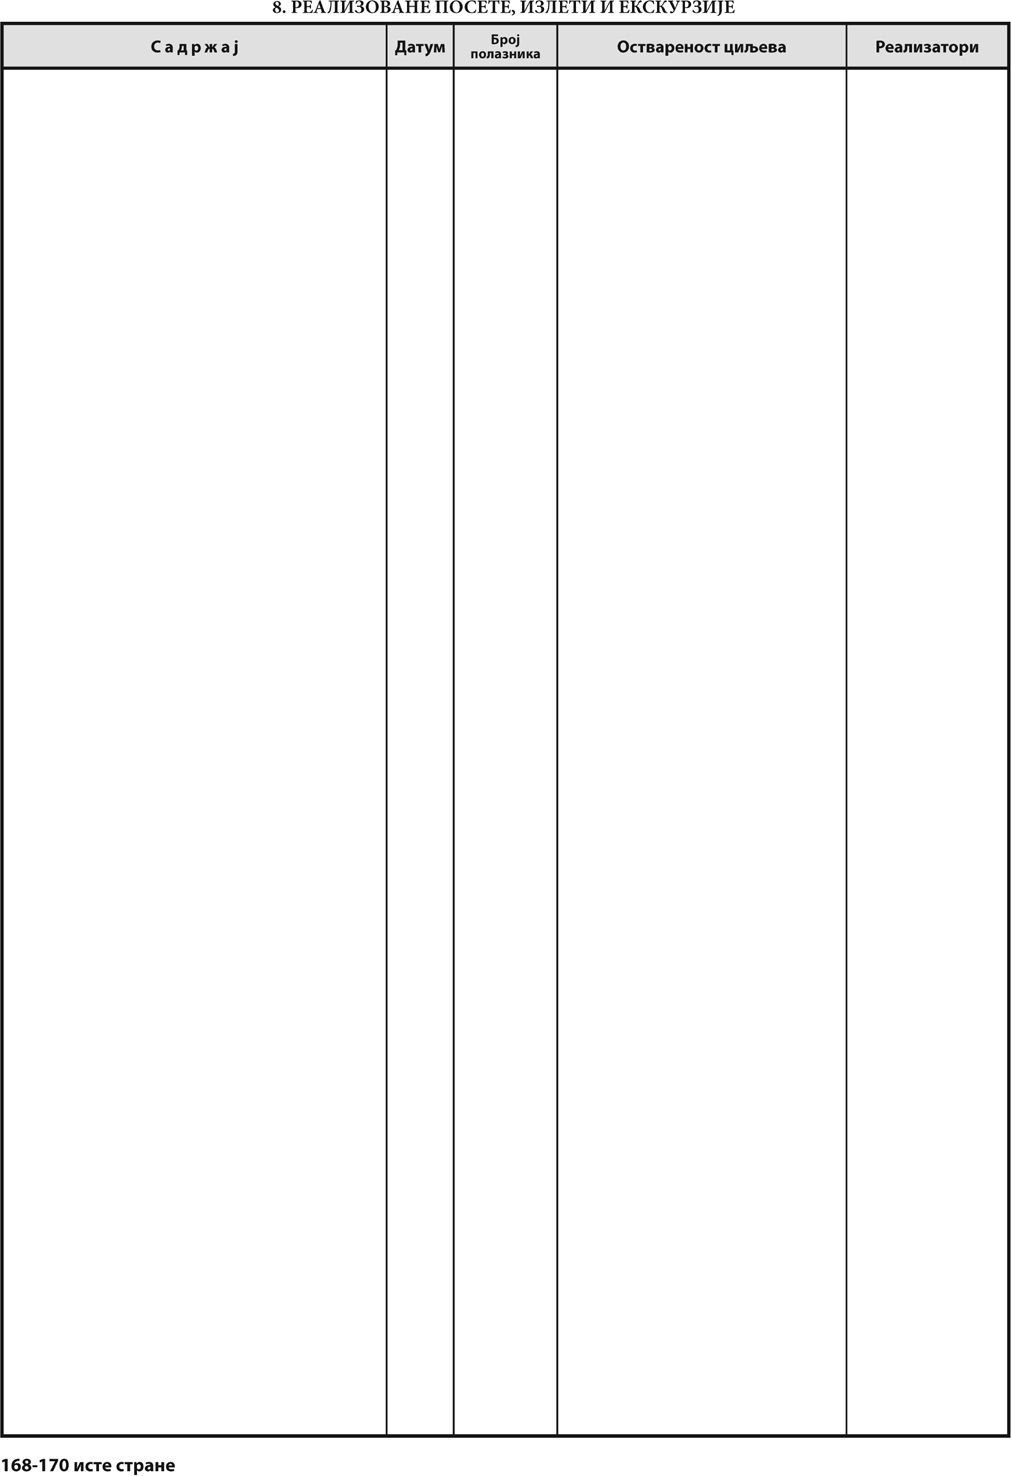 8. РЕАЛИЗОВАНЕ ПОСЕТЕ, ИЗЛЕТИ И ЕКСКУРЗИЈЕ
С а д р ж а ј
Датум
Број
полазника
Оствареност циљева
Реализатори
168-170 исте стране